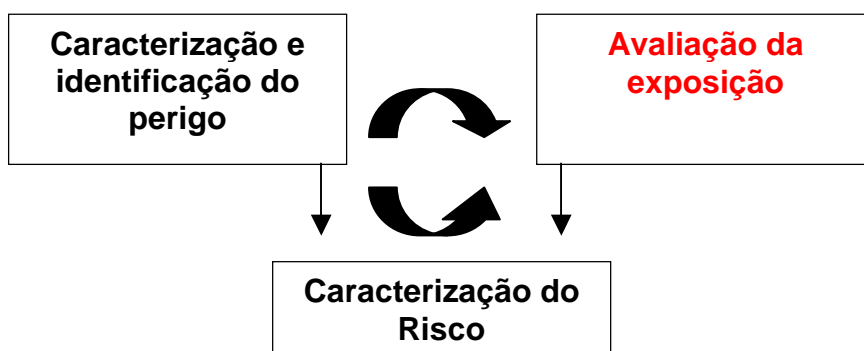 Caracterização e
identificação do
perigo
Avaliação da
exposição
Caracterização do
Risco